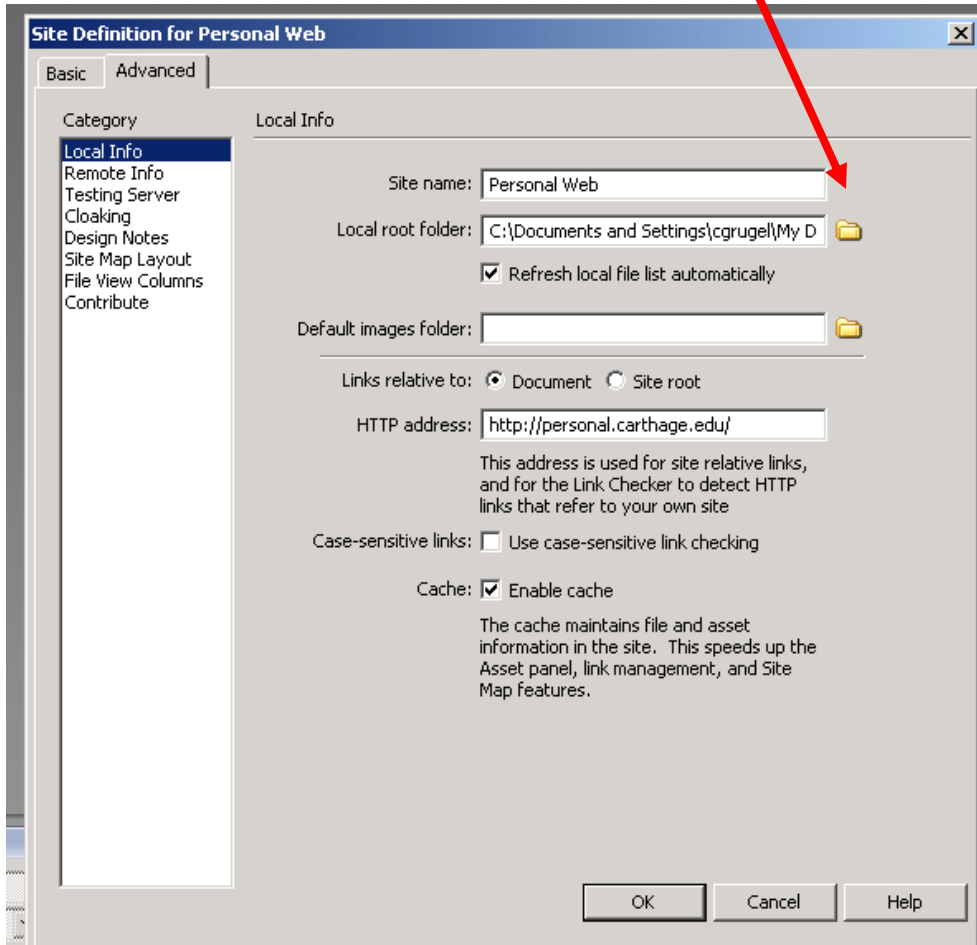 Site Definition for Personal Web
Basic
Advanced
Category
Local Info
Remote Info
Testing Server
Cloaking
Design Notes
Site Map Layout
File View Columns
Contribute
Local Info
Site name: Personal Web
Local root folder: C:\Documents and Settings\cgrugel\My D
Refresh local file list automatically
Default images folder:
Links relative to: Document Site root
HTTP address: http://personal.carthage.edu/
This address is used for site relative links,
and for the Link Checker to detect HTTP
links that refer to your own site
Case-sensitive links: Use case-sensitive link checking
Cache: Enable cache
The cache maintains file and asset
information in the site. This speeds up the
Asset panel, link management, and Site
Map features.
OK Cancel Help